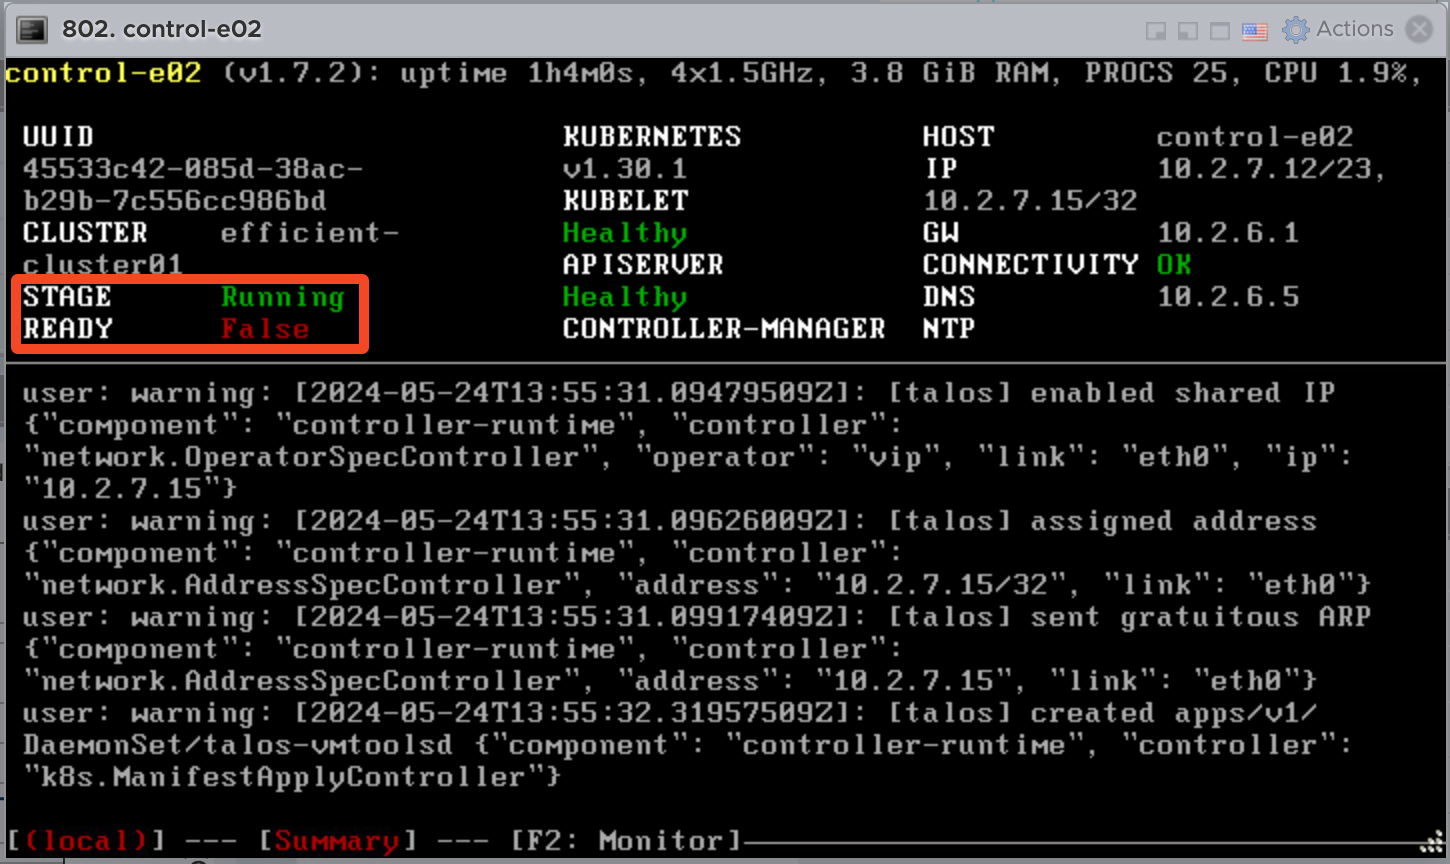 802. control-e02
Actions
control-e02 (v1.7.2): uptime 1h4m0s, 4x1.5GHz, 3.8 GiB RAM, PROCS 25, CPU 1.9%,
UUID KUBERNETES HOST control-e02
45533c42-085d-38ac- v1.30.1 IP 10.2.7.12/23,
b29b-7c556cc986bd KUBELET 10.2.7.15/32
CLUSTER efficient- Healthy GW 10.2.6.1
cluster01 APISERVER CONNECTIVITY OK
STAGE Running Healthy DNS 10.2.6.5
READY False CONTROLLER-MANAGER NTP
user: warning: [2024-05-24T13:55:31.09479509Z]: [talos] enabled shared IP
{"component": "controller-runtime", "controller":
"network.OperatorSpecController", "operator": "vip", "link": "eth0", "ip":
"10.2.7.15"}
user: warning: [2024-05-24T13:55:31.09626009Z]: [talos] assigned address
{"component": "controller-runtime", "controller":
"network.AddressSpecController", "address": "10.2.7.15/32", "link": "eth0"}
user: warning: [2024-05-24T13:55:31.09917409Z]: [talos] sent gratuitous ARP
{"component": "controller-runtime", "controller":
"network.AddressSpecController", "address": "10.2.7.15", "link": "eth0"}
user: warning: [2024-05-24T13:55:32.31957509Z]: [talos] created apps/v1/
DaemonSet/talos-vmtoolsd {"component": "controller-runtime", "controller":
"k8s.ManifestApplyController"}
[(local)] --- [Summary] --- [F2: Monitor]